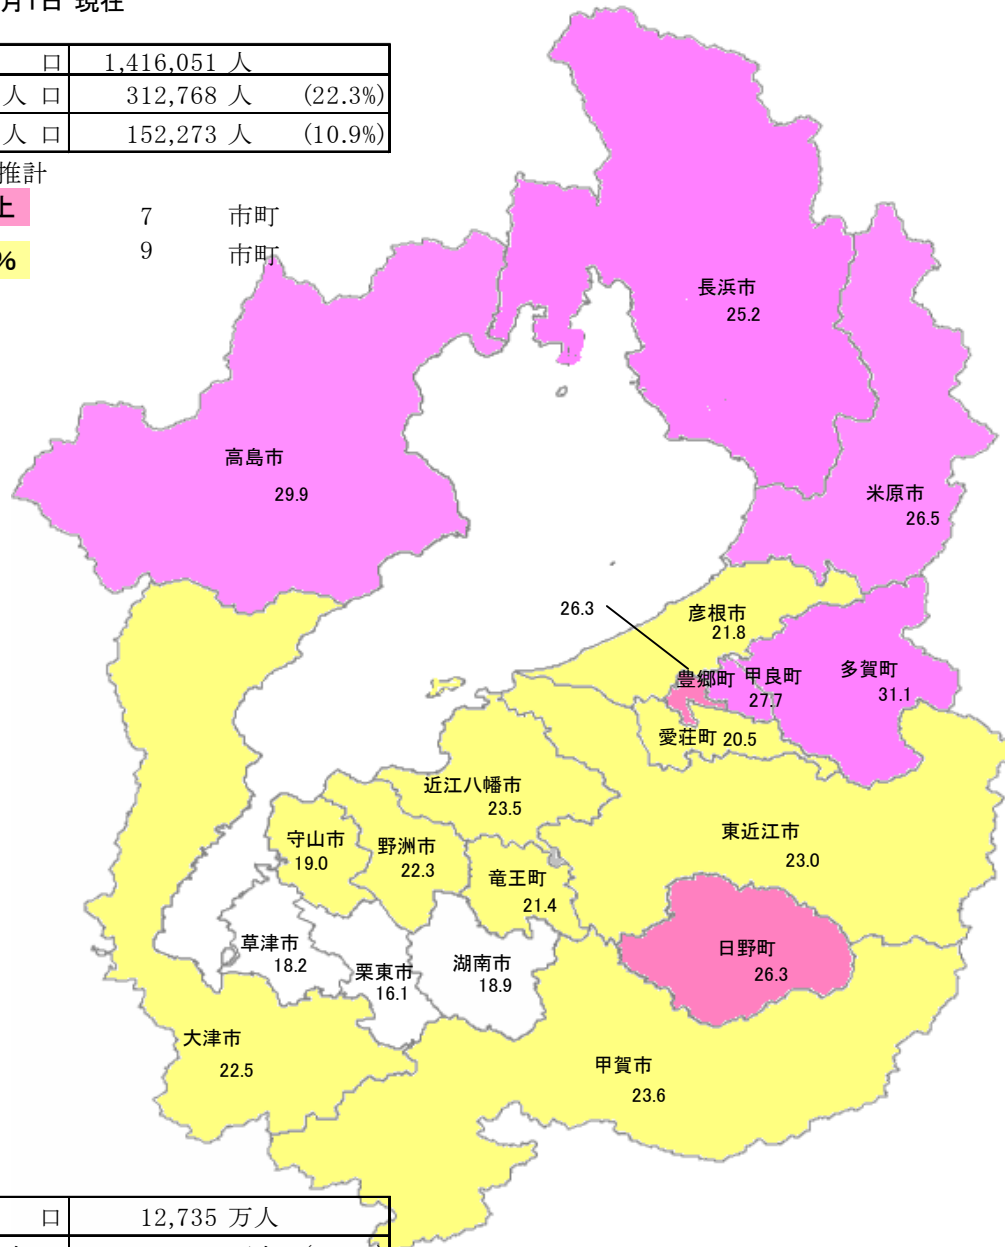 月1日 現在
口 1,416,051 人
人 口 312,768 人 (22.3%)
人 口 152,273 人 (10.9%)
推計
上 7 市町
% 9 市町
長浜市
25.2
高島市
29.9
米原市
26.5
26.3
彦根市
21.8
豊郷町
甲良町
27.7
多賀町
31.1
愛荘町 20.5
近江八幡市
23.5
東近江市
23.0
守山市
19.0
野洲市
22.3
竜王町
21.4
草津市
18.2
栗東市
16.1
湖南市
18.9
日野町
26.3
大津市
22.5
甲賀市
23.6
口 12,735 万人